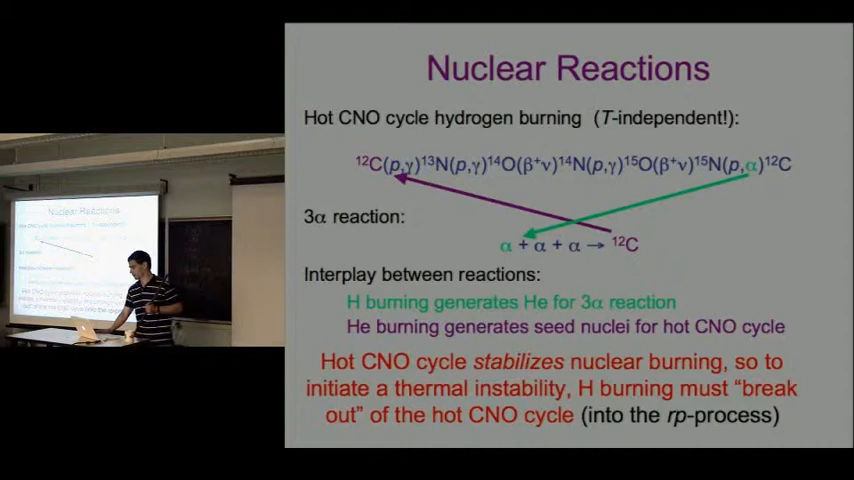 Nuclear Reactions
Hot CNO cycle hydrogen burning (T-independent!):
¹²C(p,γ)¹³N(p,γ)¹⁴O(β⁺ν)¹⁴N(p,γ)¹⁵O(β⁺ν)¹⁵N(p,α)¹²C
3α reaction:
α + α + α → ¹²C
Interplay between reactions:
H burning generates He for 3α reaction
He burning generates seed nuclei for hot CNO cycle
Hot CNO cycle stabilizes nuclear burning, so to
initiate a thermal instability, H burning must “break
out” of the hot CNO cycle (into the rp-process)
Nuclear Reactions